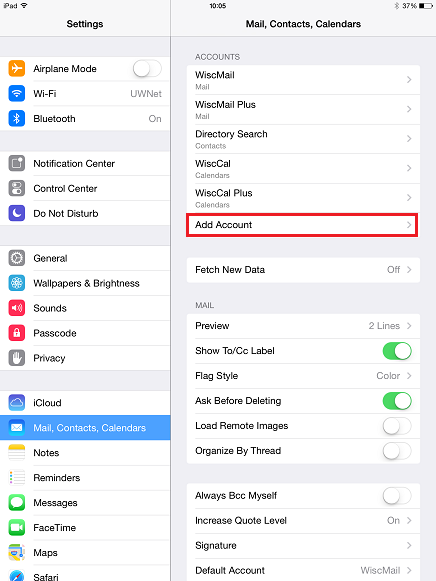 iPad 10:05 37%
Settings
Airplane Mode
Wi-Fi UWNet
Bluetooth On
Notification Center
Control Center
Do Not Disturb
General
Wallpapers & Brightness
Sounds
Passcode
Privacy
iCloud
Mail, Contacts, Calendars
Notes
Reminders
Messages
FaceTime
Maps
Safari
Mail, Contacts, Calendars
ACCOUNTS
WiscMail
Mail
WiscMail Plus
Mail
Directory Search
Contacts
WiscCal
Calendars
WiscCal Plus
Calendars
Add Account
Fetch New Data Off
MAIL
Preview 2 Lines
Show To/Cc Label
Flag Style Color
Ask Before Deleting
Load Remote Images
Organize By Thread
Always Bcc Myself
Increase Quote Level On
Signature
Default Account WiscMail